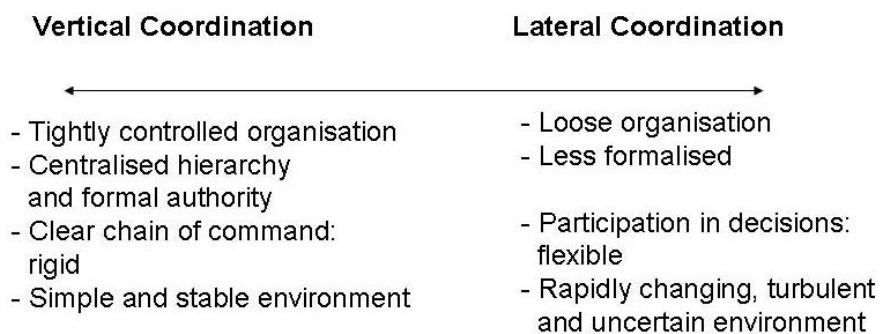 Vertical Coordination
Lateral Coordination
- Tightly controlled organisation
- Centralised hierarchy
and formal authority
- Clear chain of command:
rigid
- Simple and stable environment
- Loose organisation
- Less formalised
- Participation in decisions:
flexible
- Rapidly changing, turbulent
and uncertain environment